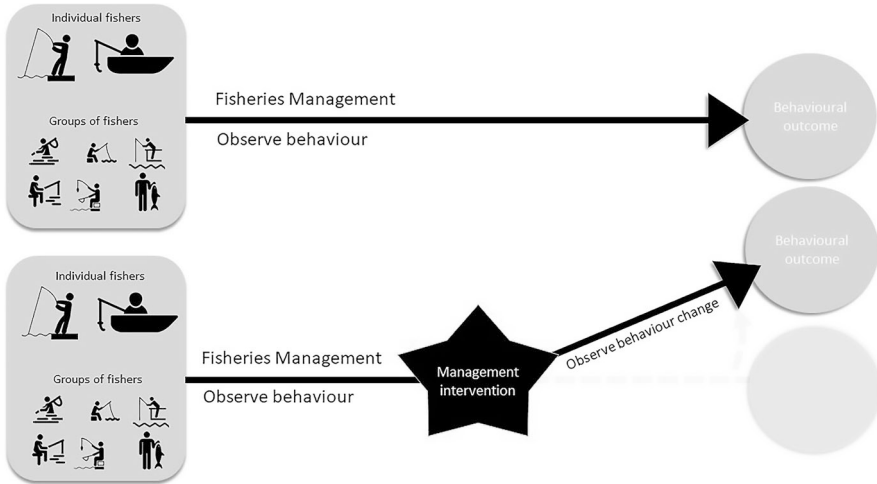 Individual fishers
Groups of fishers
Fisheries Management
Observe behaviour
Behavioural
outcome
Behavioural
outcome
Individual fishers
Groups of fishers
Fisheries Management
Observe behaviour
Management
intervention
Observe behaviour change